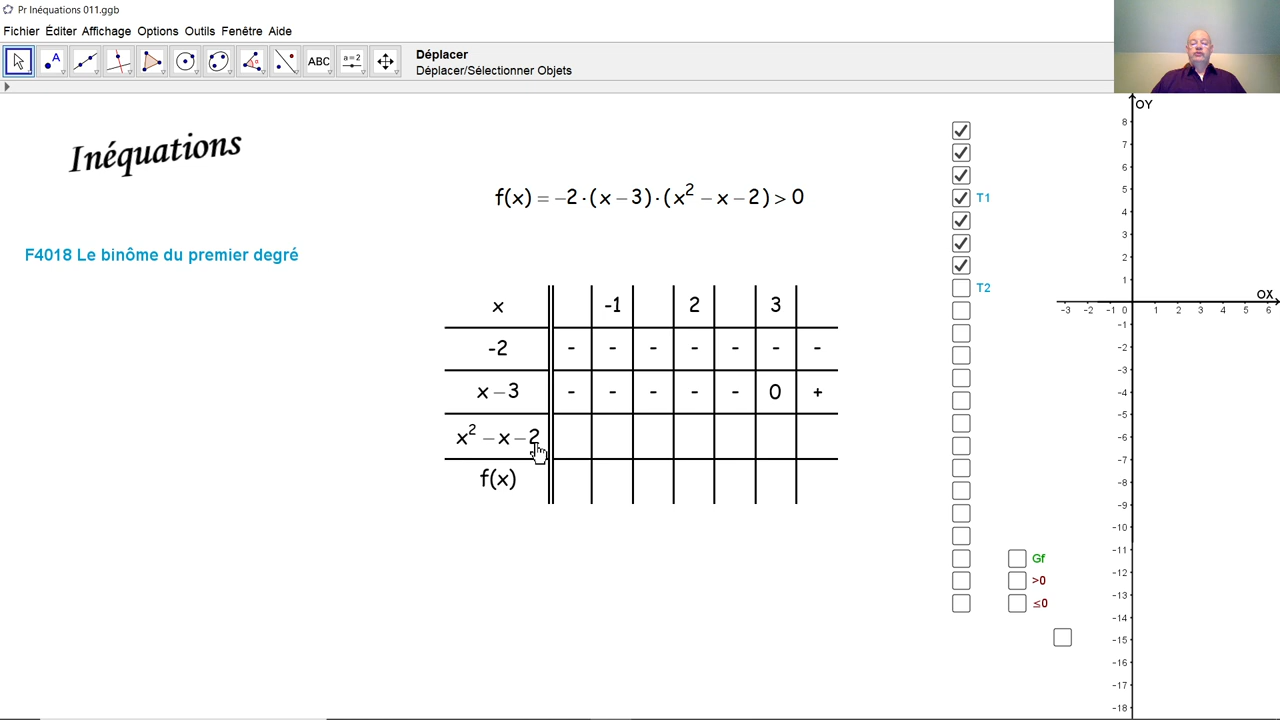 Pr Inéquations 011.ggb
Fichier Éditer Affichage Options Outils Fenêtre Aide
A ABC a=2
Déplacer
Déplacer/Sélectionner Objets
Inéquations
f(x) = −2·(x−3)·(x² −x−2)>0
F4018 Le binôme du premier degré
x -1 2 3
-2 - - - - - - -
x−3 - - - - - 0 +
x² −x−2
f(x)
T1
T2
Gf
>0
≤0
OY
8
7
6
5
4
3
2
1
OX
-3 -2 -1 0 1 2 3 4 5 6
-1
-2
-3
-4
-5
-6
-7
-8
-9
-10
-11
-12
-13
-14
-15
-16
-17
-18